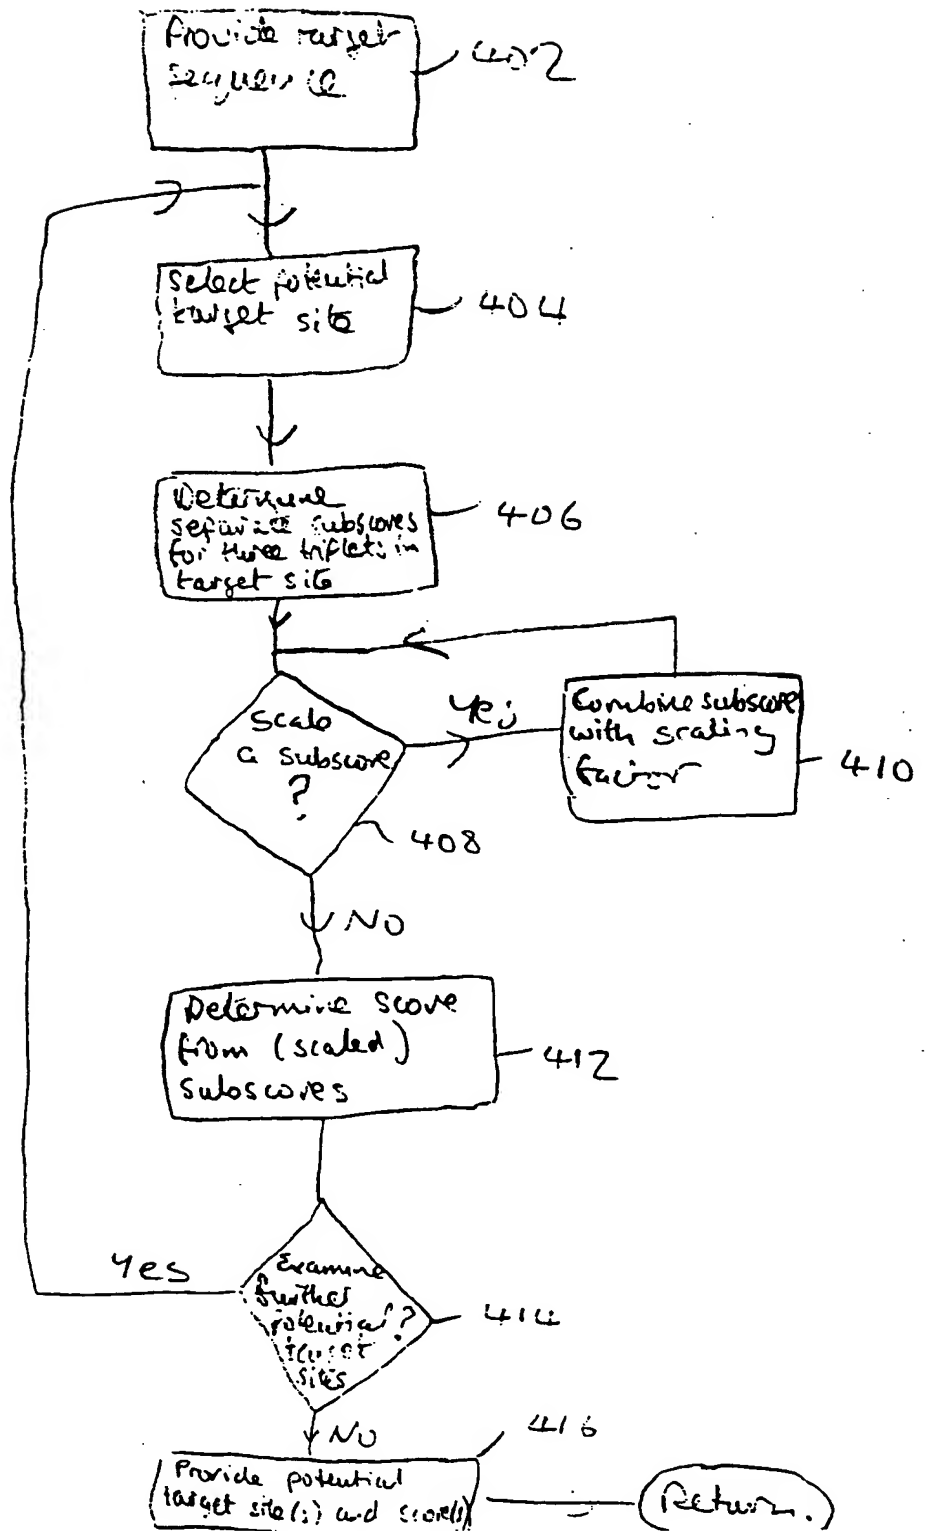 Provide target
sequence
402
Select potential
target site
404
Determine
separate subscores
for three triplets in
target site
406
Scale
a subscore
?
408
Yes
Combine subscore
with scaling
factor
410
NO
Determine score
from (scaled)
subscores
412
Yes
Examine
further
potential
target
sites
?
414
NO
416
Provide potential
target site(s) and score(s)
Return.